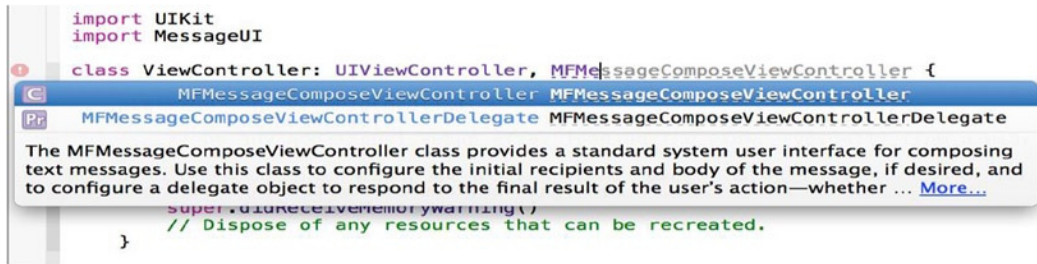 import UIKit
import MessageUI
class ViewController: UIViewController, MFMessageComposeViewController {
C MFMessageComposeViewController MFMessageComposeViewController
Pr MFMessageComposeViewControllerDelegate MFMessageComposeViewControllerDelegate
The MFMessageComposeViewController class provides a standard system user interface for composing
text messages. Use this class to configure the initial recipients and body of the message, if desired, and
to configure a delegate object to respond to the final result of the user's action—whether ... More...
super.didReceiveMemoryWarning()
// Dispose of any resources that can be recreated.
}